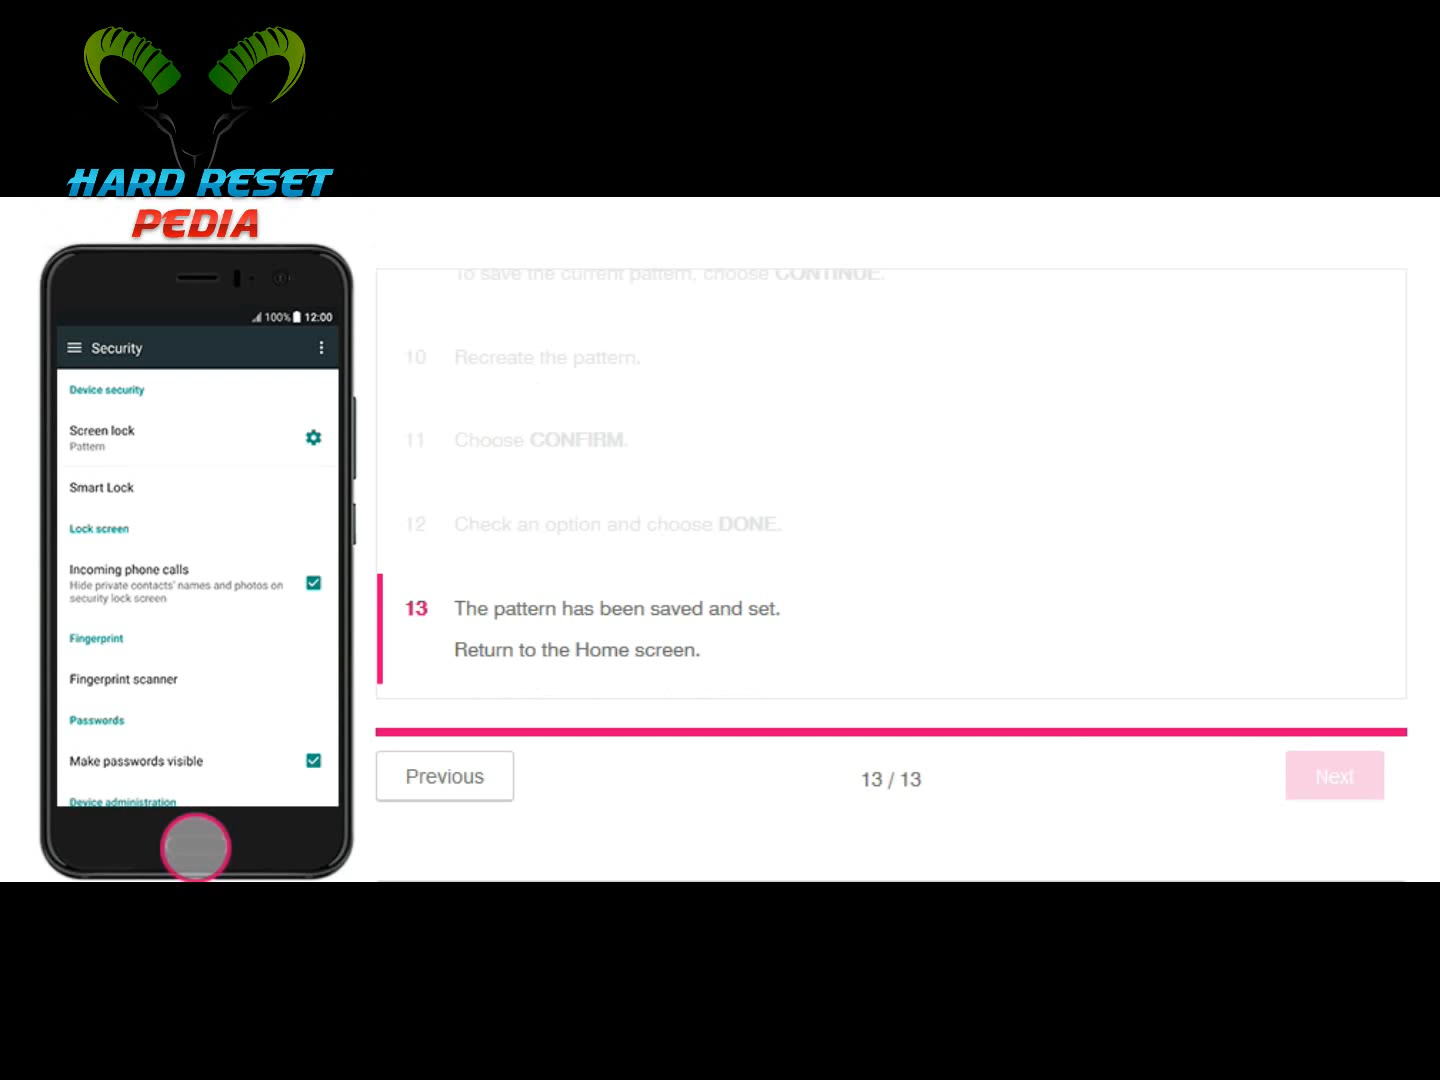 HARD RESET
PEDIA
100% 12:00
Security
Device security
Screen lock
Pattern
Smart Lock
Lock screen
Incoming phone calls
Hide private contacts' names and photos on
security lock screen
Fingerprint
Fingerprint scanner
Passwords
Make passwords visible
Device administration
To save the current pattern, choose CONTINUE.
10 Recreate the pattern.
11 Choose CONFIRM.
12 Check an option and choose DONE.
13 The pattern has been saved and set.
Return to the Home screen.
Previous
13 / 13
Next